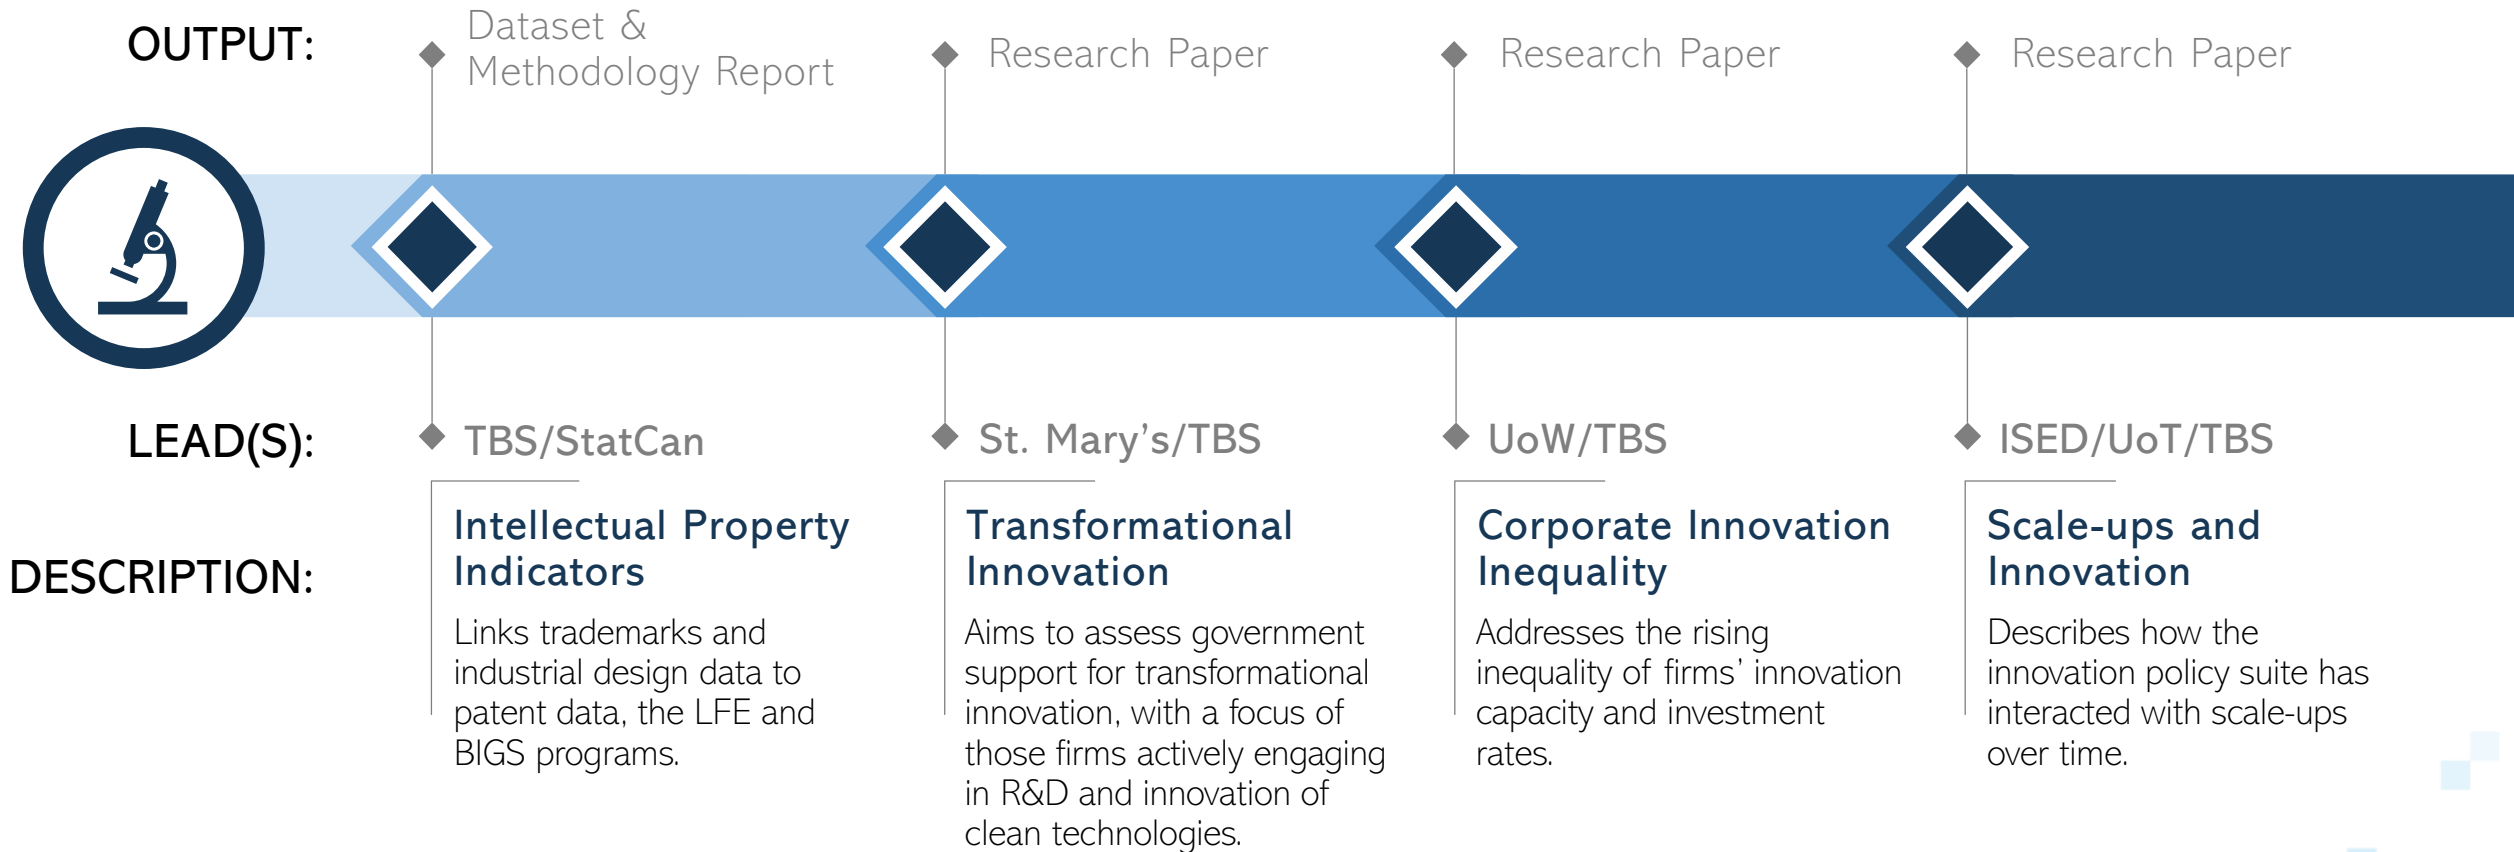 OUTPUT:
Dataset &
Methodology Report
Research Paper
Research Paper
Research Paper
LEAD(S):
TBS/StatCan
St. Mary's/TBS
UoW/TBS
ISED/UoT/TBS
DESCRIPTION:
Intellectual Property
Indicators
Links trademarks and
industrial design data to
patent data, the LFE and
BIGS programs.
Transformational
Innovation
Aims to assess government
support for transformational
innovation, with a focus of
those firms actively engaging
in R&D and innovation of
clean technologies.
Corporate Innovation
Inequality
Addresses the rising
inequality of firms' innovation
capacity and investment
rates.
Scale-ups and
Innovation
Describes how the
innovation policy suite has
interacted with scale-ups
over time.